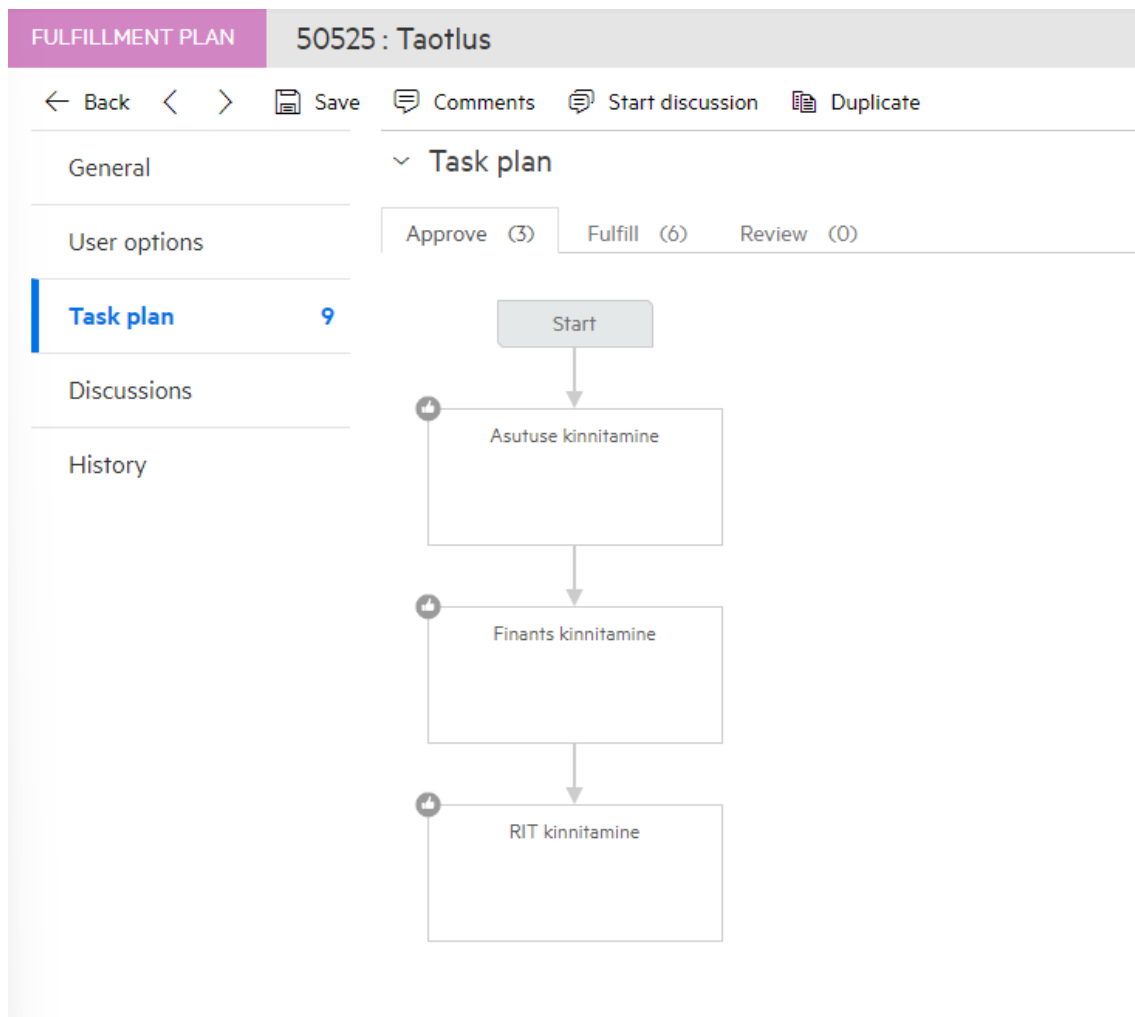 FULFILLMENT PLAN
50525 : Taotlus
Back
Save
Comments
Start discussion
Duplicate
General
User options
Task plan 9
Discussions
History
Task plan
Approve (3)
Fulfill (6)
Review (0)
Start
Asutuse kinnitamine
Finants kinnitamine
RIT kinnitamine